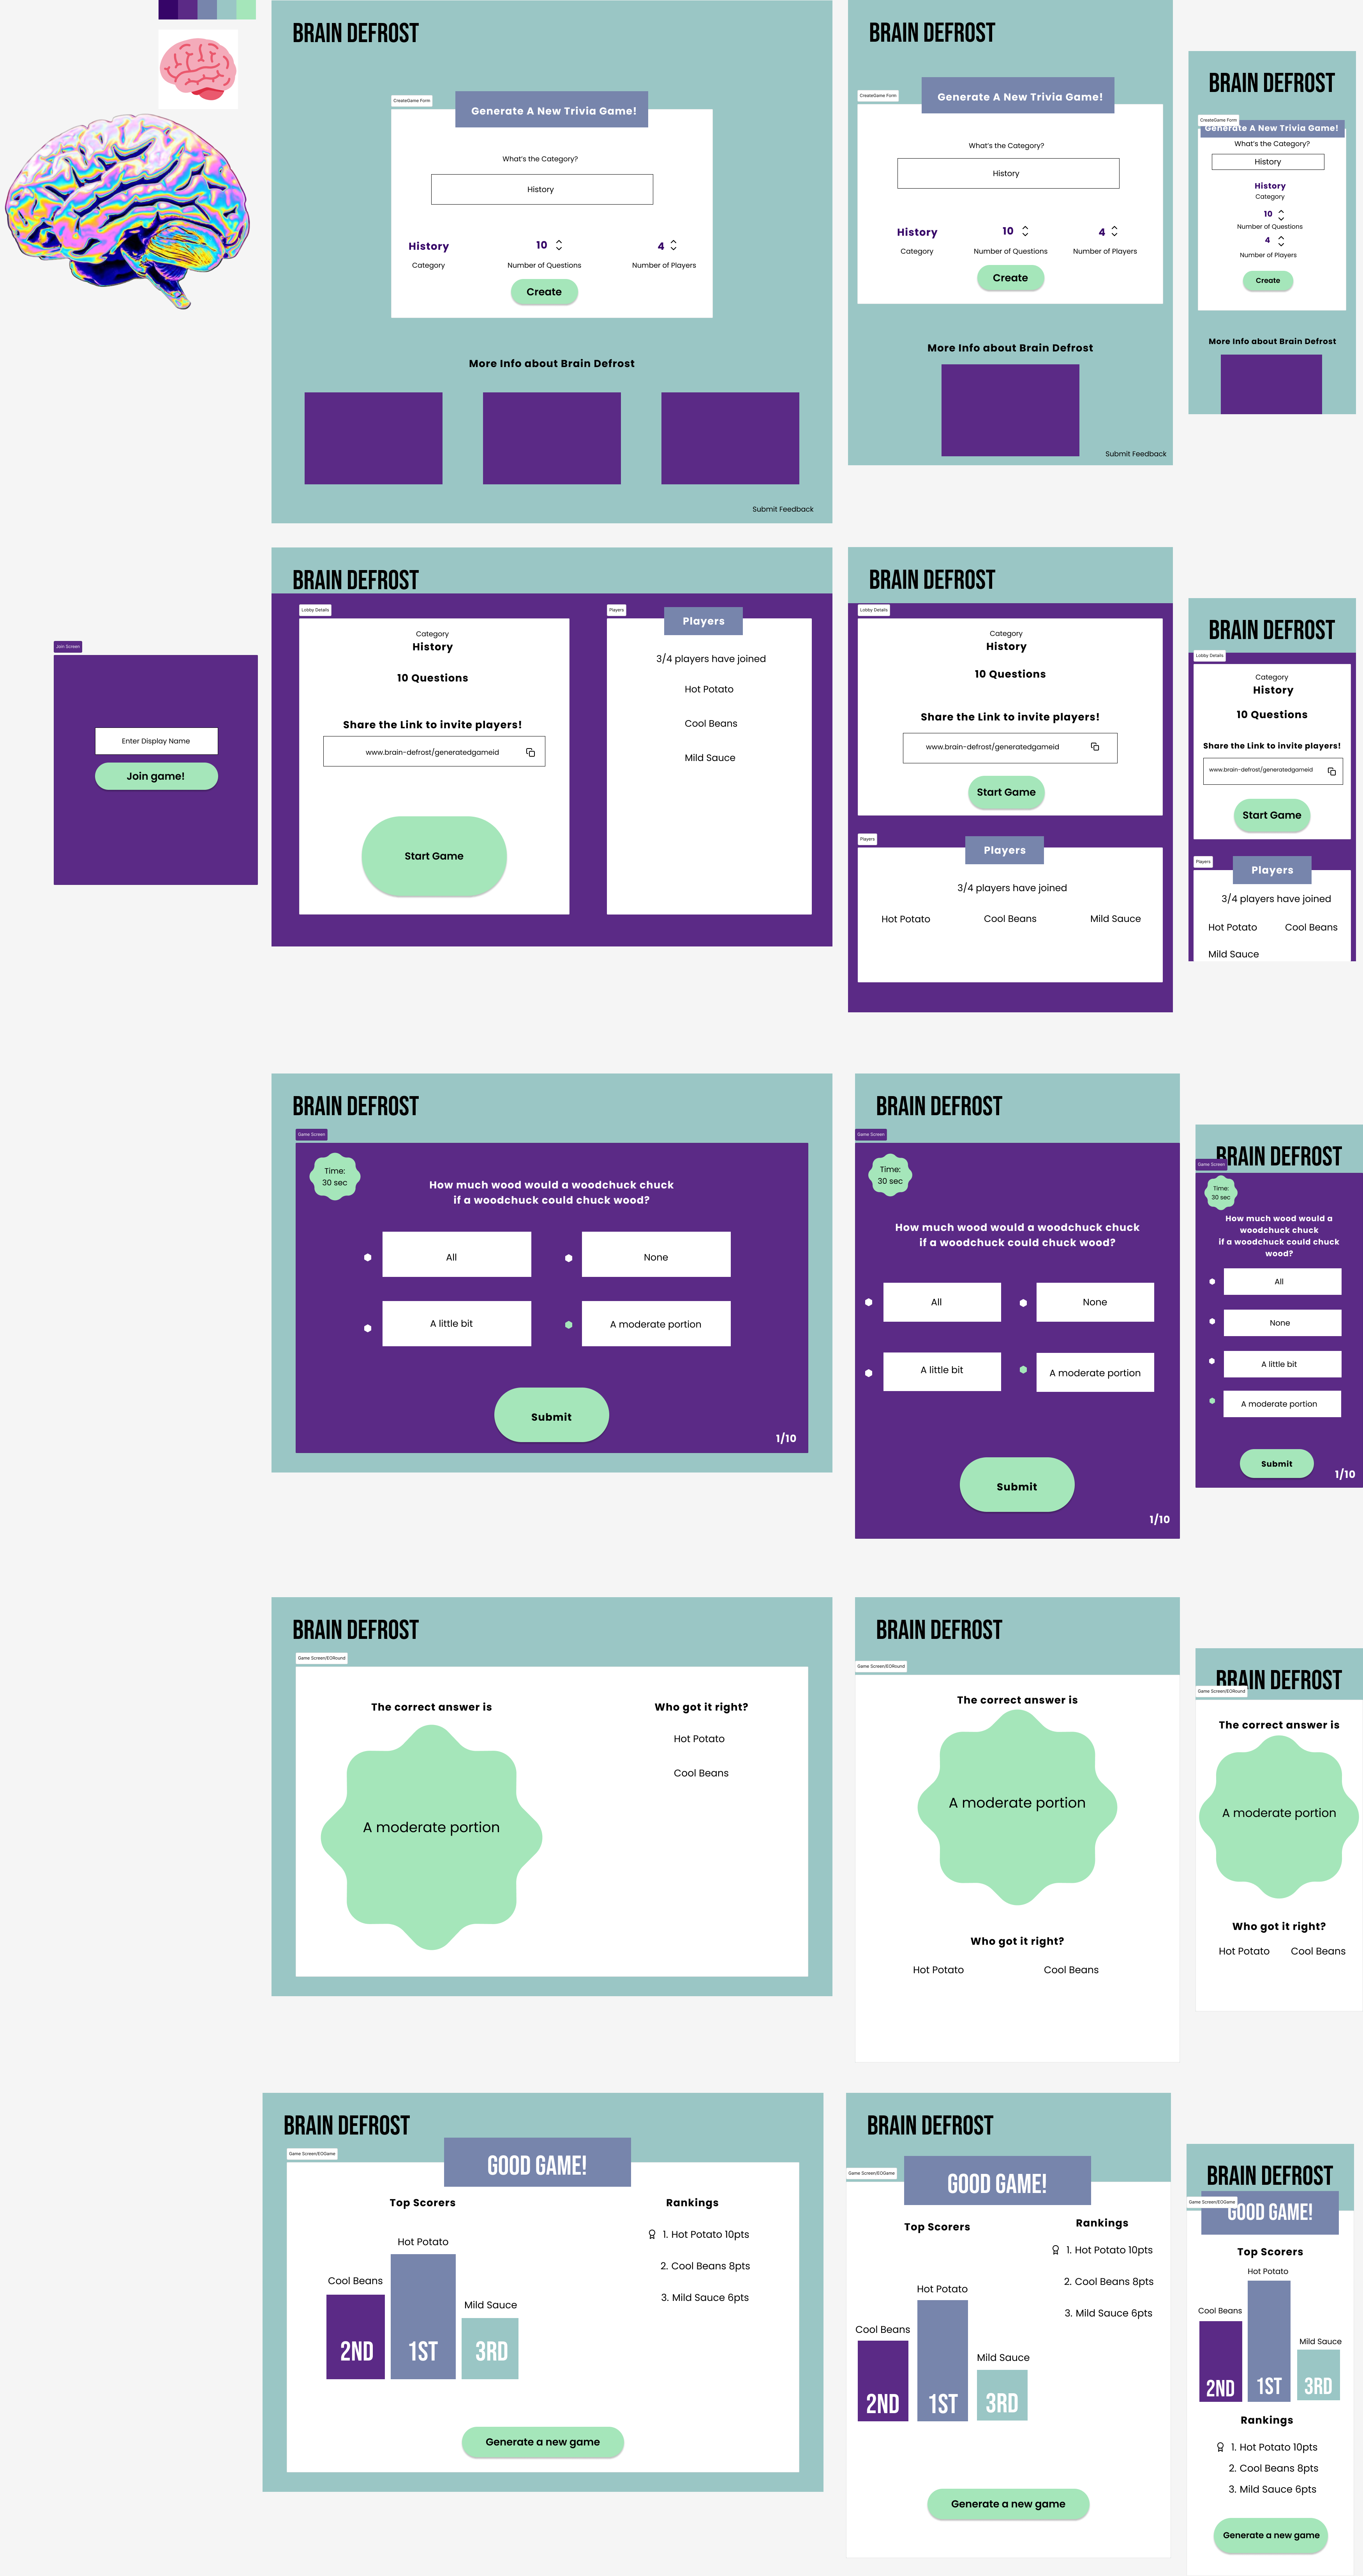 BRAIN DEFROST
CreateGame Form
Generate A New Trivia Game!
What's the Category?
History
History
Category
10
Number of Questions
4
Number of Players
Create
More Info about Brain Defrost
Submit Feedback
BRAIN DEFROST
CreateGame Form
Generate A New Trivia Game!
What's the Category?
History
History
Category
10
Number of Questions
4
Number of Players
Create
More Info about Brain Defrost
Submit Feedback
BRAIN DEFROST
CreateGame Form
Generate A New Trivia Game!
What's the Category?
History
History
Category
10
Number of Questions
4
Number of Players
Create
More Info about Brain Defrost
Join Screen
Enter Display Name
Join game!
BRAIN DEFROST
Lobby Details
Category
History
10 Questions
Share the Link to invite players!
www.brain-defrost/generatedgameid
Start Game
Players
Players
3/4 players have joined
Hot Potato
Cool Beans
Mild Sauce
BRAIN DEFROST
Lobby Details
Category
History
10 Questions
Share the Link to invite players!
www.brain-defrost/generatedgameid
Start Game
Players
Players
3/4 players have joined
Hot Potato
Cool Beans
Mild Sauce
BRAIN DEFROST
Lobby Details
Category
History
10 Questions
Share the Link to invite players!
www.brain-defrost/generatedgameid
Start Game
Players
Players
3/4 players have joined
Hot Potato
Cool Beans
Mild Sauce
BRAIN DEFROST
Game Screen
Time:
30 sec
How much wood would a woodchuck chuck
if a woodchuck could chuck wood?
All
None
A little bit
A moderate portion
Submit
1/10
BRAIN DEFROST
Game Screen
Time:
30 sec
How much wood would a woodchuck chuck
if a woodchuck could chuck wood?
All
None
A little bit
A moderate portion
Submit
1/10
BRAIN DEFROST
Game Screen
Time:
30 sec
How much wood would a
woodchuck chuck
if a woodchuck could chuck
wood?
All
None
A little bit
A moderate portion
Submit
1/10
BRAIN DEFROST
Game Screen/EORound
The correct answer is
A moderate portion
Who got it right?
Hot Potato
Cool Beans
BRAIN DEFROST
Game Screen/EORound
The correct answer is
A moderate portion
Who got it right?
Hot Potato
Cool Beans
BRAIN DEFROST
Game Screen/EORound
The correct answer is
A moderate portion
Who got it right?
Hot Potato
Cool Beans
BRAIN DEFROST
Game Screen/EOGame
GOOD GAME!
Top Scorers
Hot Potato
Cool Beans
Mild Sauce
2ND
1ST
3RD
Rankings
1. Hot Potato 10pts
2. Cool Beans 8pts
3. Mild Sauce 6pts
Generate a new game
BRAIN DEFROST
Game Screen/EOGame
GOOD GAME!
Top Scorers
Hot Potato
Cool Beans
Mild Sauce
2ND
1ST
3RD
Rankings
1. Hot Potato 10pts
2. Cool Beans 8pts
3. Mild Sauce 6pts
Generate a new game
BRAIN DEFROST
Game Screen/EOGame
GOOD GAME!
Top Scorers
Hot Potato
Cool Beans
Mild Sauce
2ND
1ST
3RD
Rankings
1. Hot Potato 10pts
2. Cool Beans 8pts
3. Mild Sauce 6pts
Generate a new game